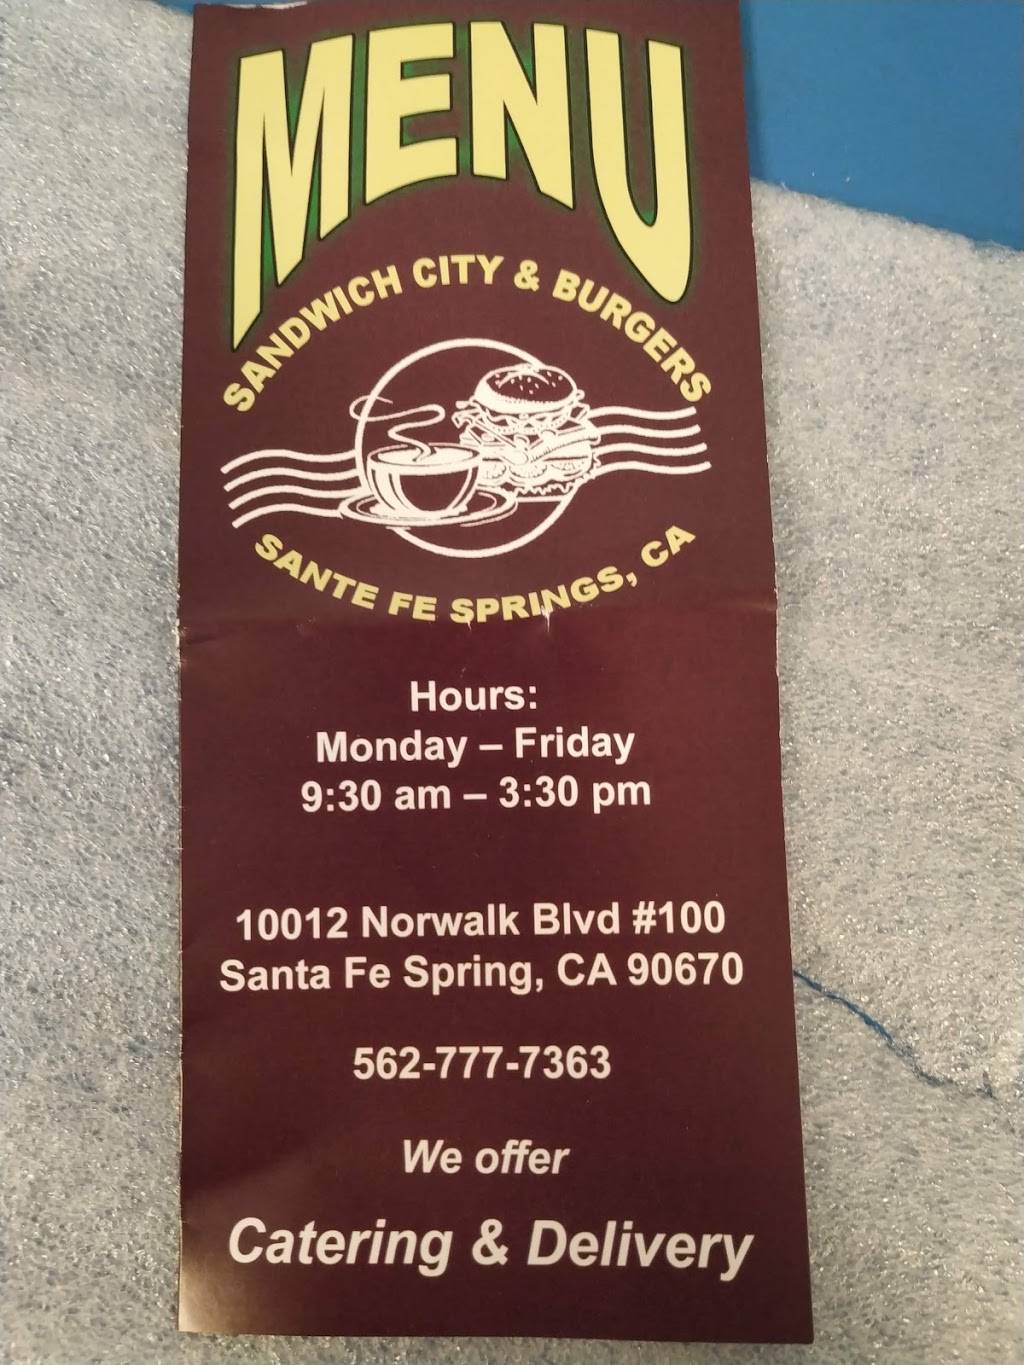 MENU
SANDWICH CITY & BURGERS
SANTE FE SPRINGS, CA
Hours:
Monday – Friday
9:30 am – 3:30 pm
10012 Norwalk Blvd #100
Santa Fe Spring, CA 90670
562-777-7363
We offer
Catering & Delivery